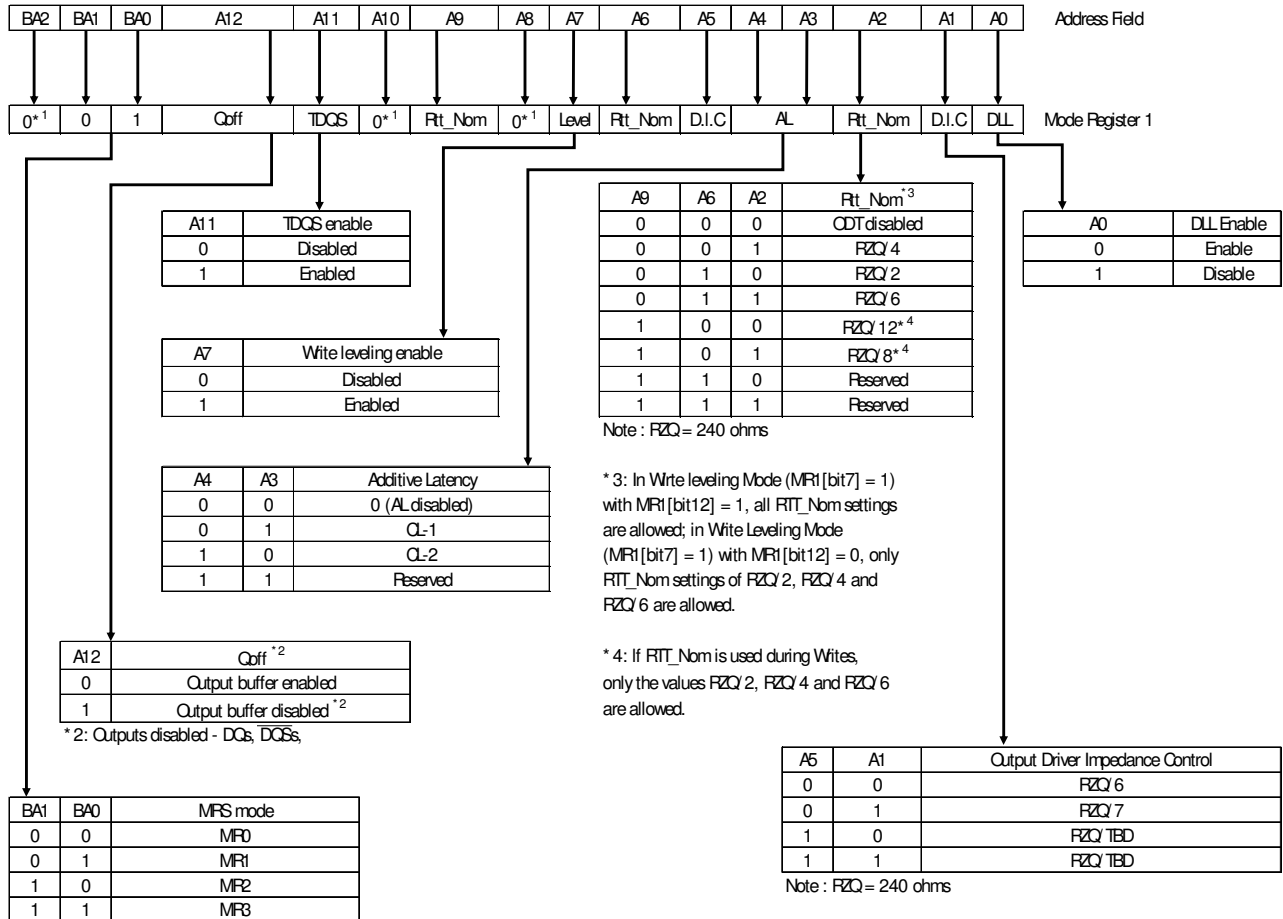 BA2 BA1 BA0 A12 A11 A10 A9 A8 A7 A6 A5 A4 A3 A2 A1 A0 Address Field
0*1 0 1 Qoff TDQS 0*1 Rtt_Nom 0*1 Level Rtt_Nom D.I.C AL Rtt_Nom D.I.C DLL Mode Register 1
A11 TDQS enable
0 Disabled
1 Enabled
A9 A6 A2 Rtt_Nom*3
0 0 0 ODT disabled
0 0 1 RZQ/4
0 1 0 RZQ/2
0 1 1 RZQ/6
1 0 0 RZQ/12*4
1 0 1 RZQ/8*4
1 1 0 Reserved
1 1 1 Reserved
Note : RZQ = 240 ohms
A0 DLL Enable
0 Enable
1 Disable
A7 Write leveling enable
0 Disabled
1 Enabled
A4 A3 Additive Latency
0 0 0 (AL disabled)
0 1 CL-1
1 0 CL-2
1 1 Reserved
*3: In Wirte leveling Mode (MR1[bit7] = 1)
with MR1[bit12] = 1, all RTT_Nom settings
are allowed; in Write Leveling Mode
(MR1[bit7] = 1) with MR1[bit12] = 0, only
RTT_Nom settings of RZQ/2, RZQ/4 and
RZQ/6 are allowed.
*4: If RTT_Nom is used during Writes,
only the values RZQ/2, RZQ/4 and RZQ/6
are allowed.
A12 Qoff *2
0 Output buffer enabled
1 Output buffer disabled *2
*2: Outputs disabled - DQs, DQSs,
BA1 BA0 MRS mode
0 0 MR0
0 1 MR1
1 0 MR2
1 1 MR3
A5 A1 Output Driver Impedance Control
0 0 RZQ/6
0 1 RZQ/7
1 0 RZQ/TBD
1 1 RZQ/TBD
Note : RZQ = 240 ohms